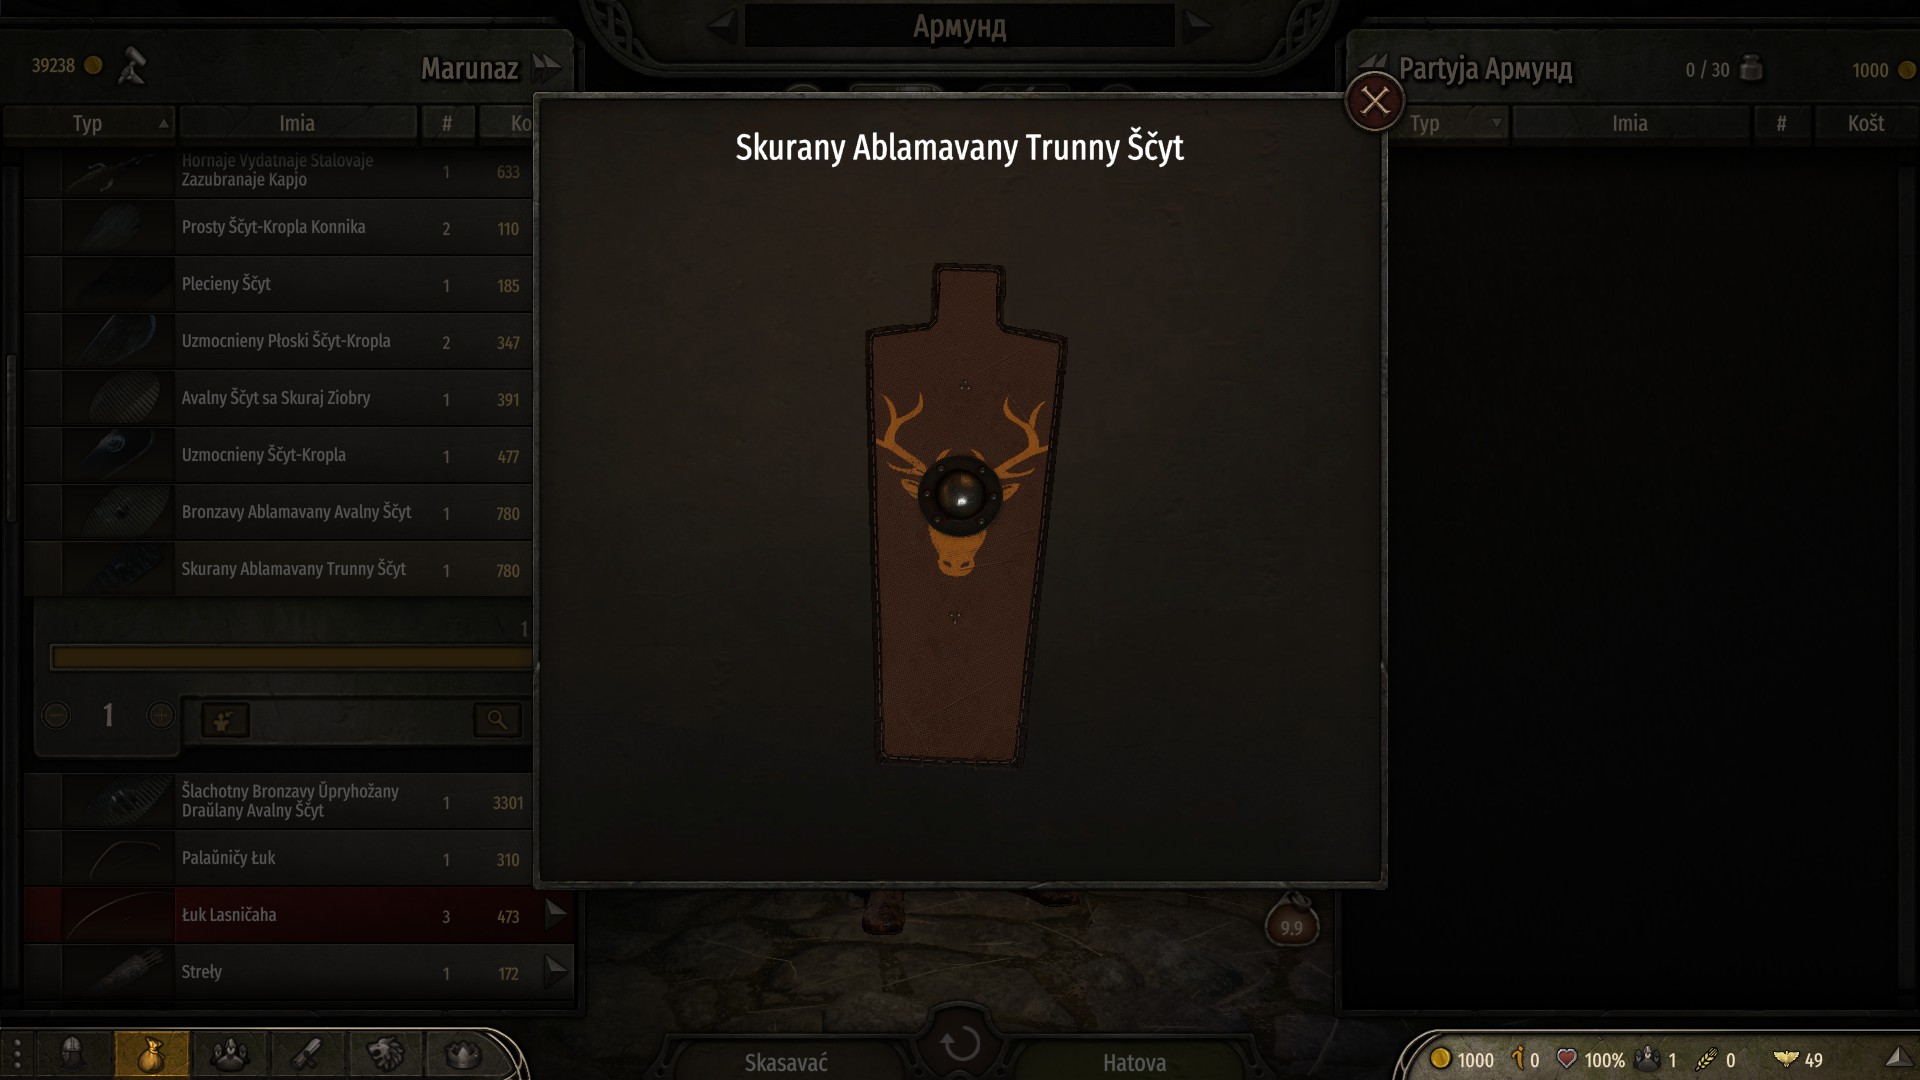 Армунд
39238
Marunaz
Partyja Армунд
0 / 30
1000
Typ
Imia
#
Ko
Typ
Imia
#
Košt
Skurany Ablamavany Trunny Ščyt
Hornaje Vydatnaje Stalovaje
Zazubranaje Kapjo
1
633
Prosty Ščyt-Kropla Konnika
2
110
Plecieny Ščyt
1
185
Uzmocnieny Płoski Ščyt-Kropla
2
347
Avalny Ščyt sa Skuraj Ziobry
1
391
Uzmocnieny Ščyt-Kropla
1
477
Bronzavy Ablamavany Avalny Ščyt
1
780
Skurany Ablamavany Trunny Ščyt
1
780
1
1
Šlachotny Bronzavy Ŭpryhožany
Draŭlany Avalny Ščyt
1
3301
Palaŭničy Łuk
1
310
Łuk Lasničaha
3
473
Streły
1
172
9.9
Skasavać
Hatova
1000
0
100%
1
0
49